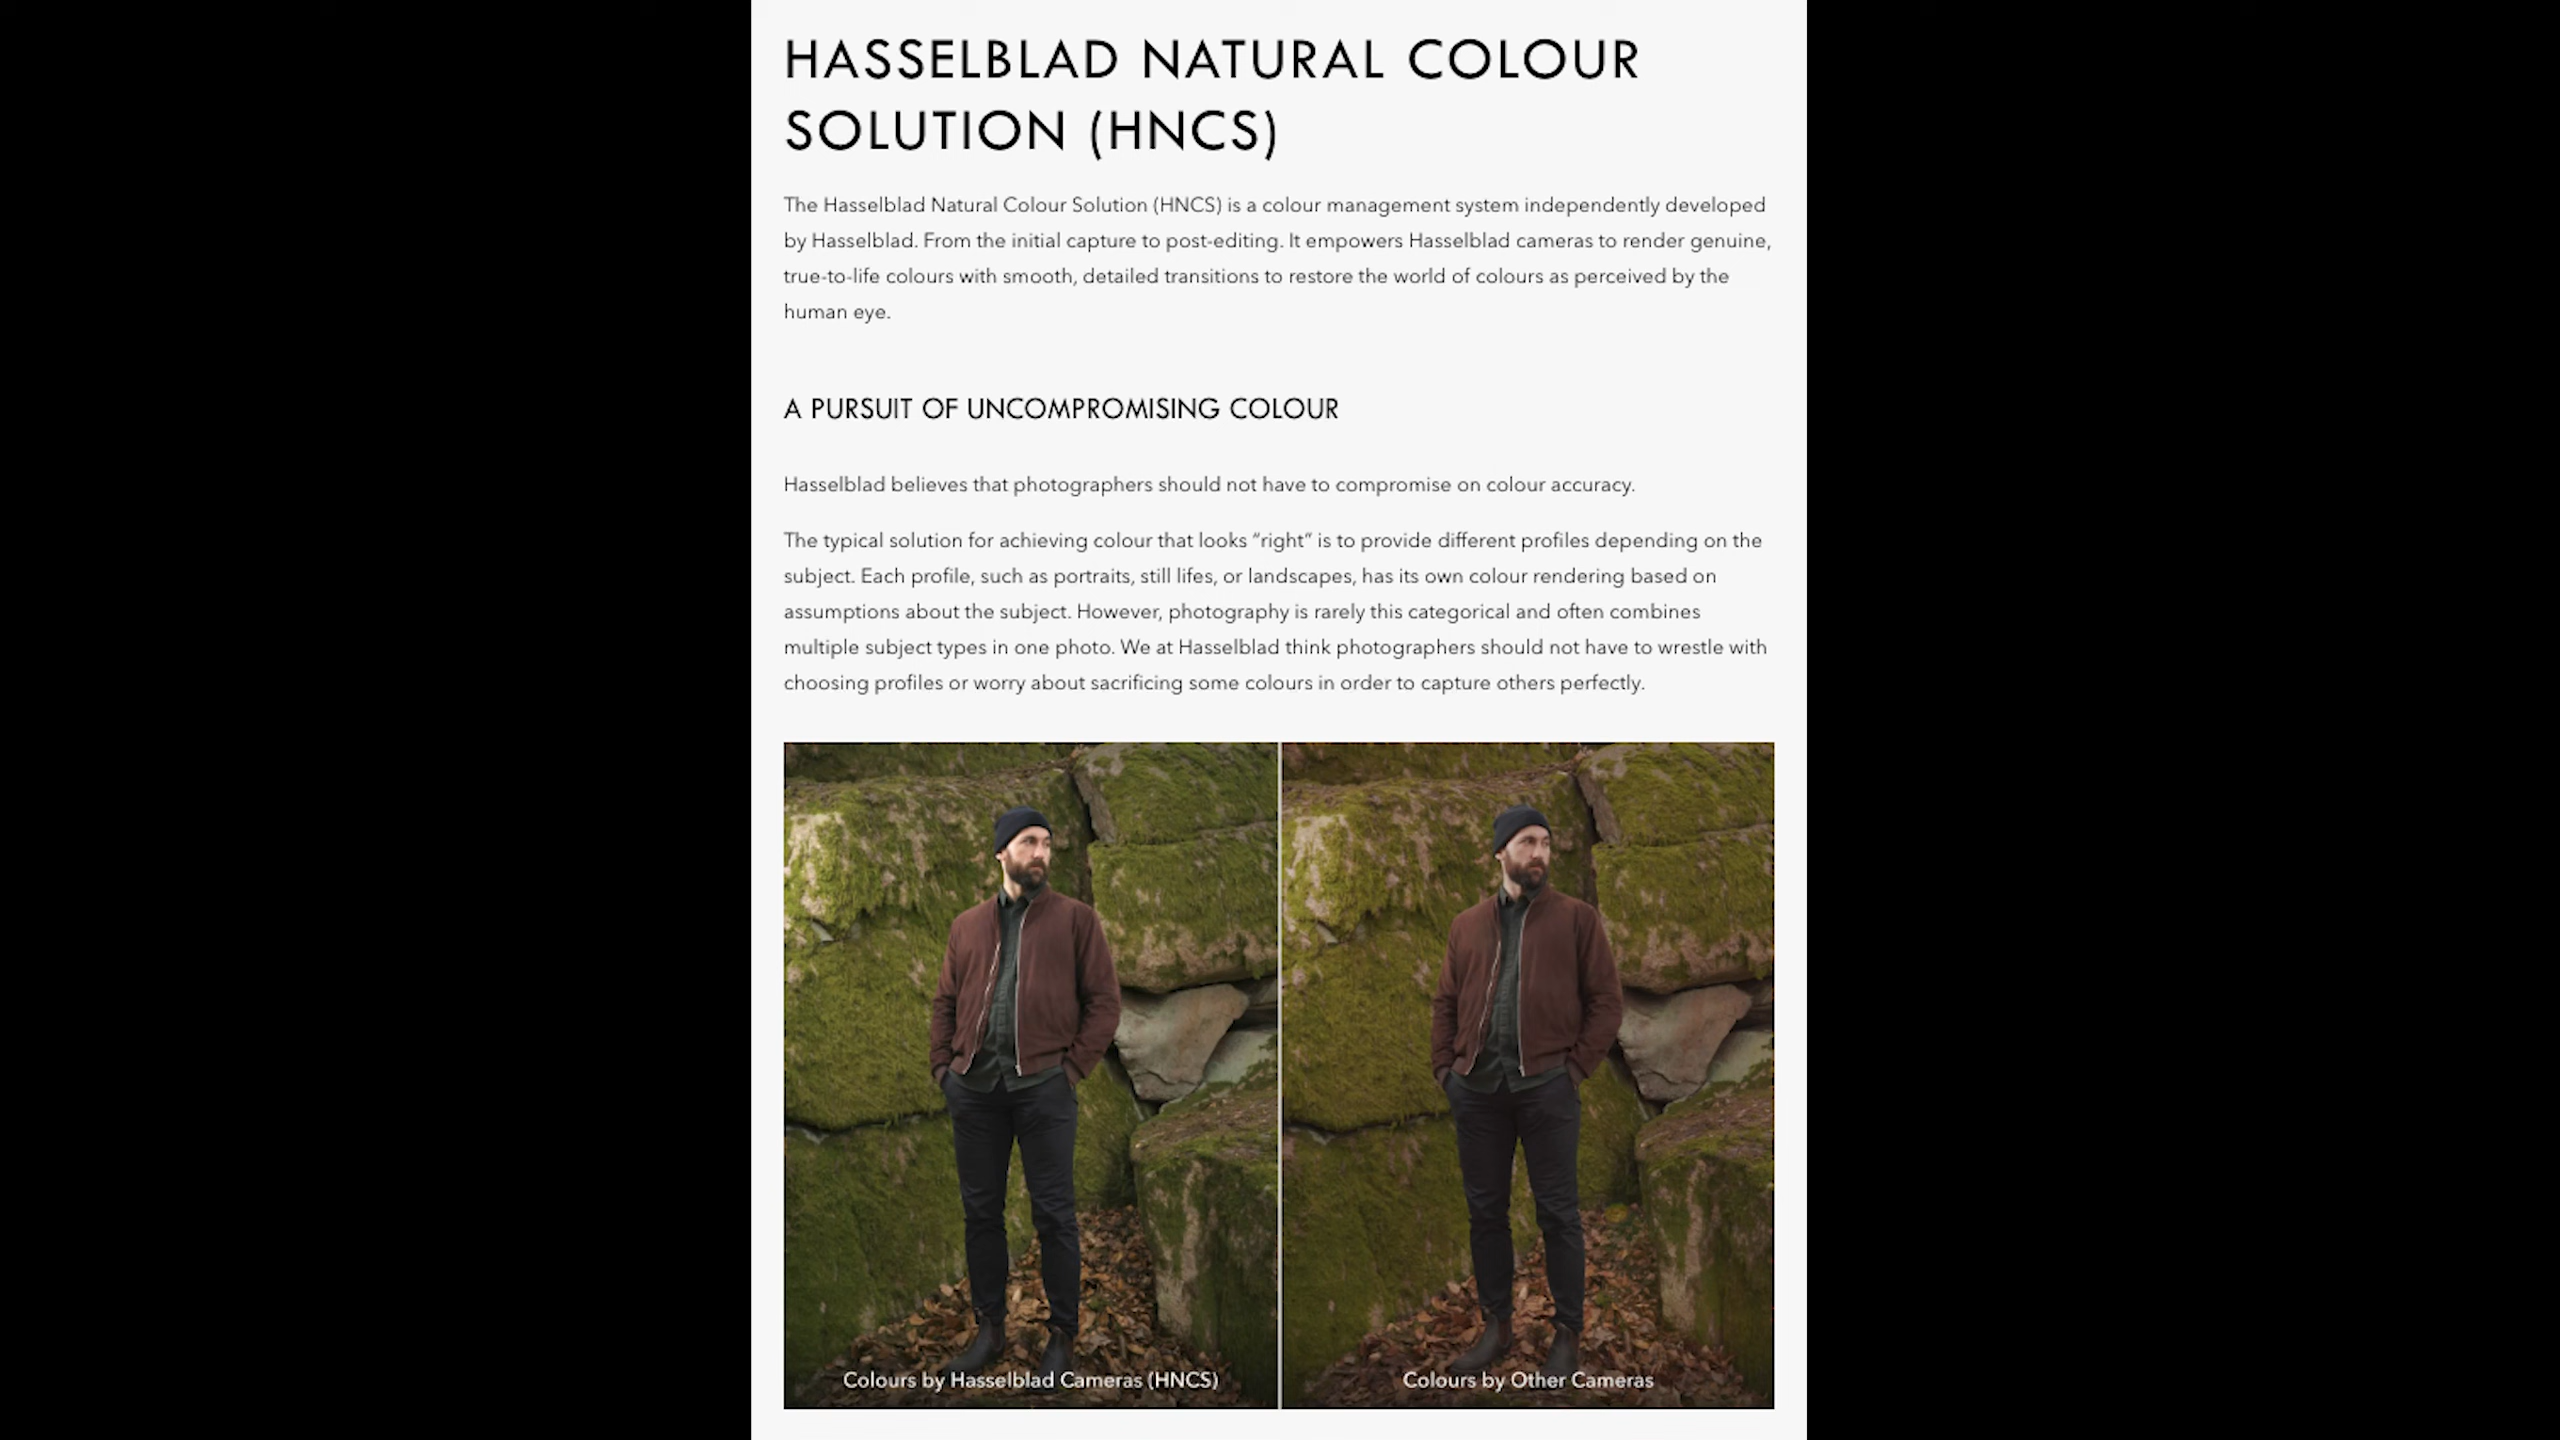 HASSELBLAD NATURAL COLOUR
SOLUTION (HNCS)
The Hasselblad Natural Colour Solution (HNCS) is a colour management system independently developed
by Hasselblad. From the initial capture to post-editing. It empowers Hasselblad cameras to render genuine,
true-to-life colours with smooth, detailed transitions to restore the world of colours as perceived by the
human eye.
A PURSUIT OF UNCOMPROMISING COLOUR
Hasselblad believes that photographers should not have to compromise on colour accuracy.
The typical solution for achieving colour that looks “right” is to provide different profiles depending on the
subject. Each profile, such as portraits, still lifes, or landscapes, has its own colour rendering based on
assumptions about the subject. However, photography is rarely this categorical and often combines
multiple subject types in one photo. We at Hasselblad think photographers should not have to wrestle with
choosing profiles or worry about sacrificing some colours in order to capture others perfectly.
Colours by Hasselblad Cameras (HNCS)
Colours by Other Cameras